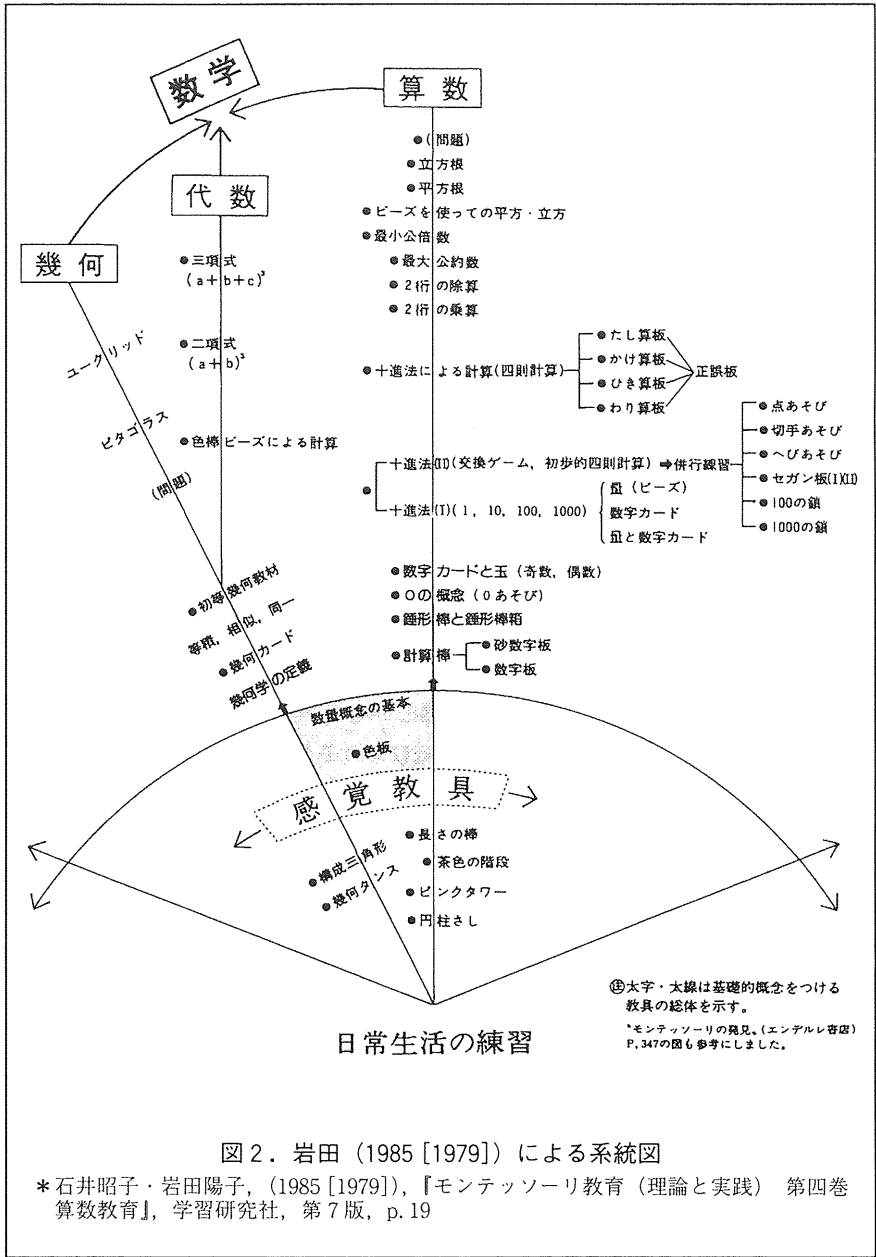 数学
算数
代数
幾何
●(問題)
●立方根
●平方根
●ビーズを使っての平方・立方
●最小公倍数
●最大公約数
●2桁の除算
●2桁の乗算
●十進法による計算(四則計算)
●たし算板
●かけ算板
●ひき算板
●わり算板
正誤板
●十進法(II)(交換ゲーム，初歩的四則計算)➡併行練習
十進法(I)(1，10，100，1000)
量（ビーズ）
数字カード
量と数字カード
●点あそび
●切手あそび
●へびあそび
●セガン板(I)(II)
●100の鎖
●1000の鎖
●数字カードと玉（奇数，偶数）
●0の概念（0あそび）
●錘形棒と錘形棒箱
●計算棒
●砂数字板
●数字板
●三項式
(a+b+c)³
●二項式
(a+b)³
●色棒ビーズによる計算
ユークリッド
ピタゴラス
(問題)
●初等幾何教材
等積，相似，同一
●幾何カード
幾何学の定義
数量概念の基本
●色板
感覚教具
●構成三角形
●幾何タンス
●長さの棒
●茶色の階段
●ピンクタワー
●円柱さし
日常生活の練習
㊟太字・太線は基礎的概念をつける
教具の総体を示す。
〝モンテッソーリの発見〟(エンデルレ書店)
P,347の図も参考にしました。
図2．岩田（1985 [1979]）による系統図
＊石井昭子・岩田陽子，(1985 [1979])，『モンテッソーリ教育（理論と実践） 第四巻
算数教育』，学習研究社，第7版，p.19